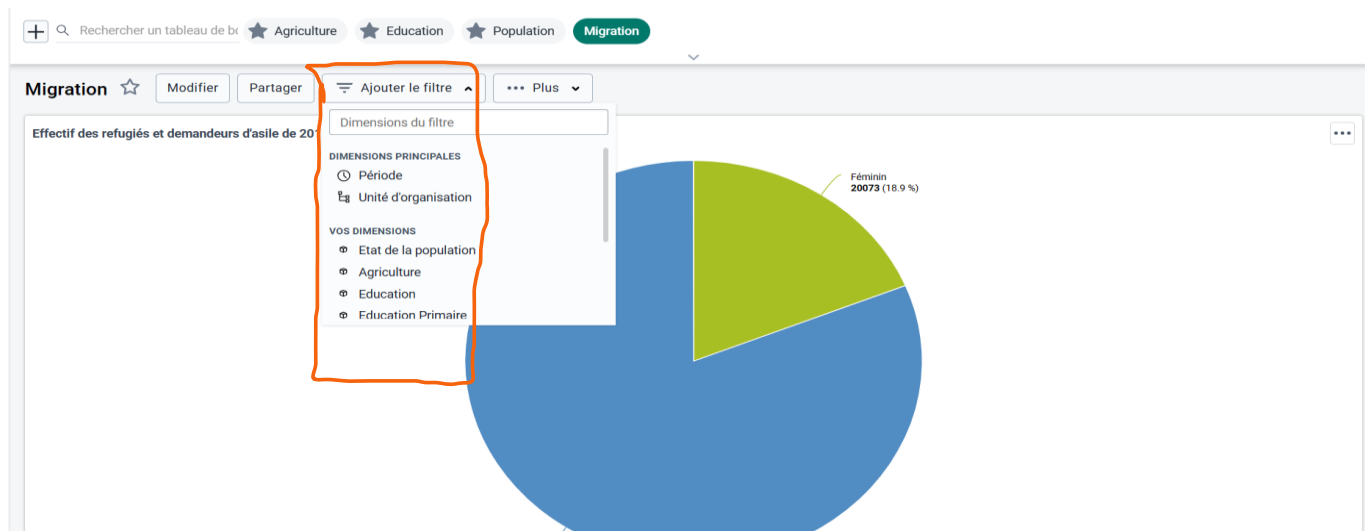 Rechercher un tableau de bo
Agriculture
Education
Population
Migration
Migration
Modifier
Partager
Ajouter le filtre
Plus
Dimensions du filtre
Effectif des refugiés et demandeurs d'asile de 201
DIMENSIONS PRINCIPALES
Période
Unité d'organisation
VOS DIMENSIONS
Etat de la population
Agriculture
Education
Education Primaire
Féminin
20073 (18.9 %)